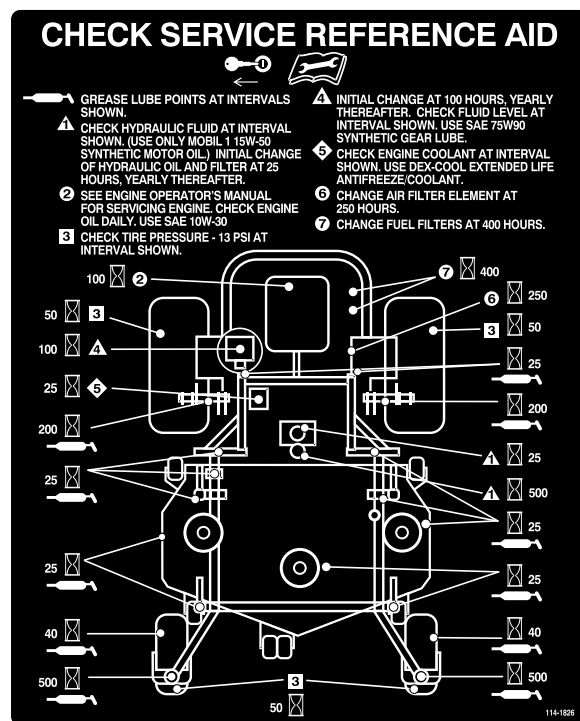 CHECK SERVICE REFERENCE AID
GREASE LUBE POINTS AT INTERVALS
SHOWN.
1 CHECK HYDRAULIC FLUID AT INTERVAL
SHOWN. (USE ONLY MOBIL 1 15W-50
SYNTHETIC MOTOR OIL.) INITIAL CHANGE
OF HYDRAULIC OIL AND FILTER AT 25
HOURS, YEARLY THEREAFTER.
2 SEE ENGINE OPERATOR'S MANUAL
FOR SERVICING ENGINE. CHECK ENGINE
OIL DAILY. USE SAE 10W-30
3 CHECK TIRE PRESSURE - 13 PSI AT
INTERVAL SHOWN.
4 INITIAL CHANGE AT 100 HOURS, YEARLY
THEREAFTER. CHECK FLUID LEVEL AT
INTERVAL SHOWN. USE SAE 75W90
SYNTHETIC GEAR LUBE.
5 CHECK ENGINE COOLANT AT INTERVAL
SHOWN. USE DEX-COOL EXTENDED LIFE
ANTIFREEZE/COOLANT.
6 CHANGE AIR FILTER ELEMENT AT
250 HOURS.
7 CHANGE FUEL FILTERS AT 400 HOURS.
100 2
7 400
6 250
50 3
3 50
100 4
25
25 5
200
200
1 25
25
1 500
25
25
25
40
40
500
500
3
50
114-1826